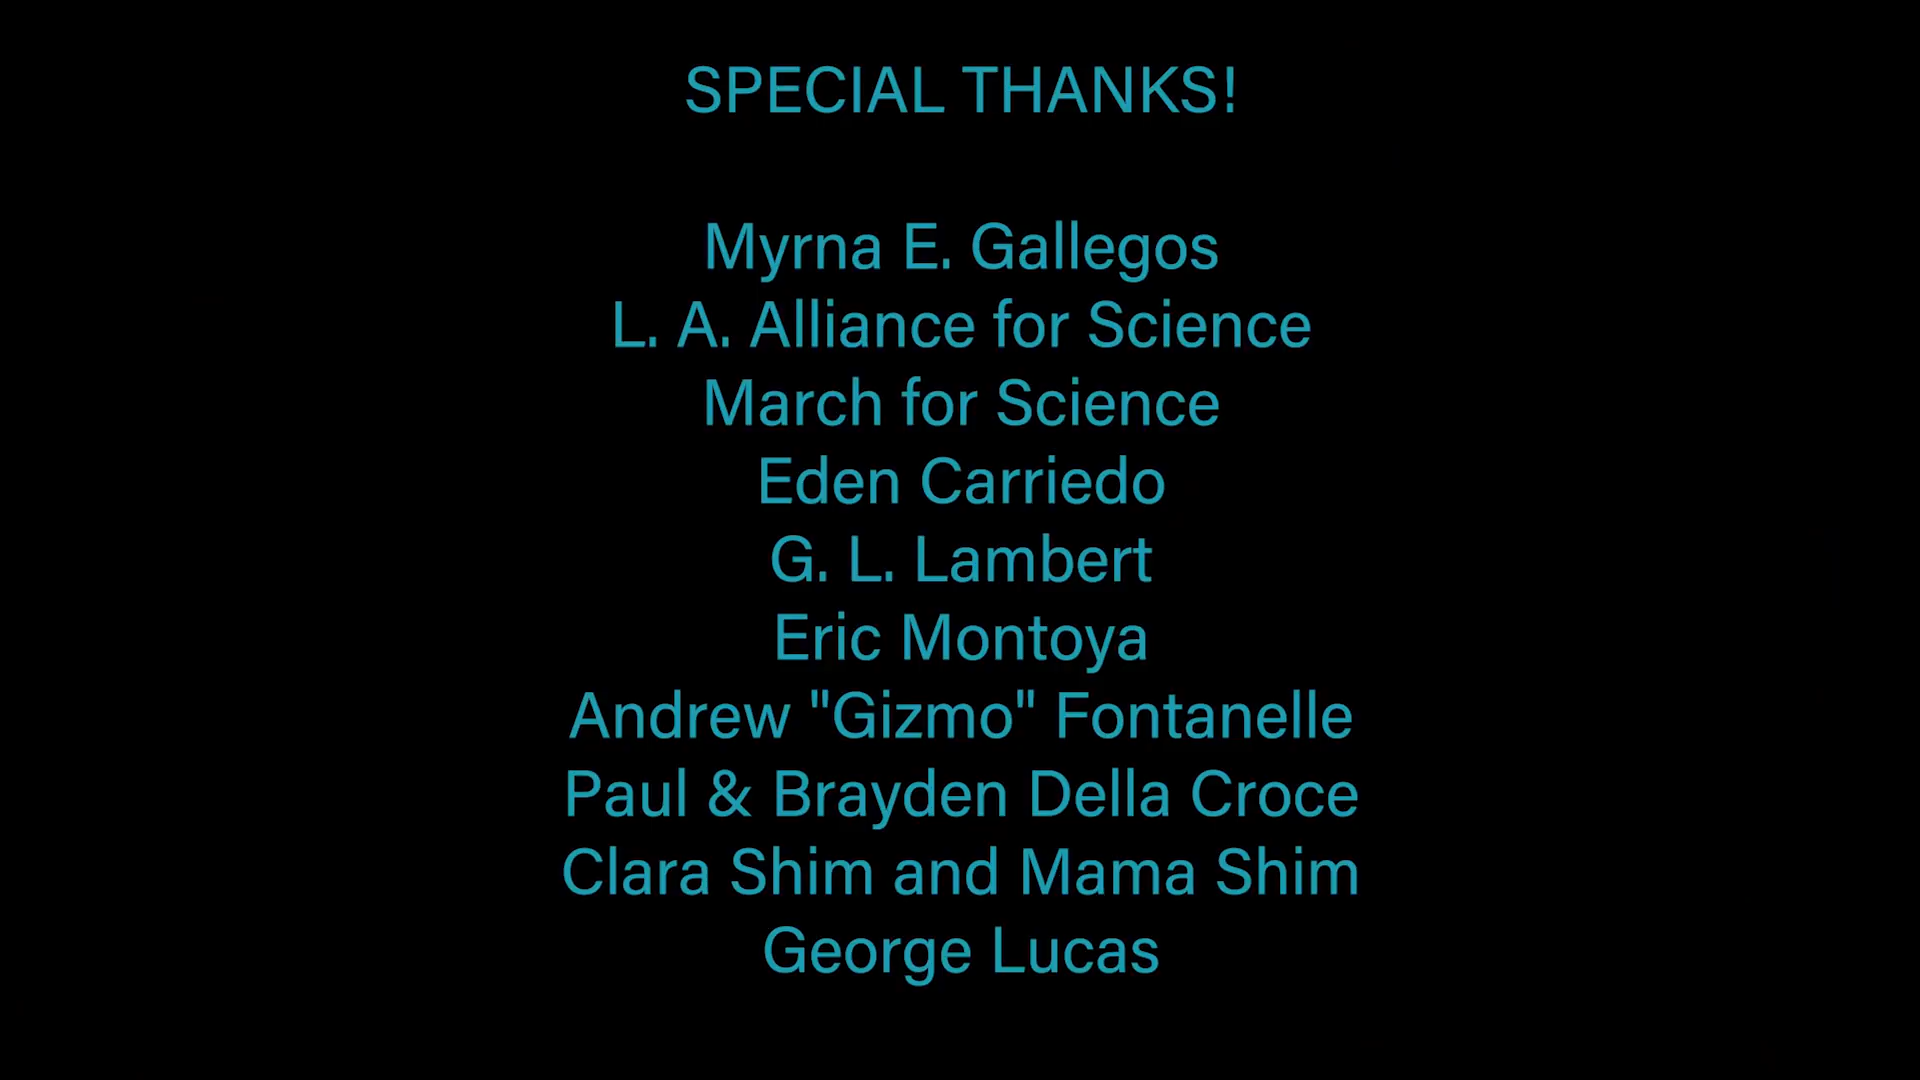 SPECIAL THANKS!
Myrna E. Gallegos
L. A. Alliance for Science
March for Science
Eden Carriedo
G. L. Lambert
Eric Montoya
Andrew "Gizmo" Fontanelle
Paul & Brayden Della Croce
Clara Shim and Mama Shim
George Lucas